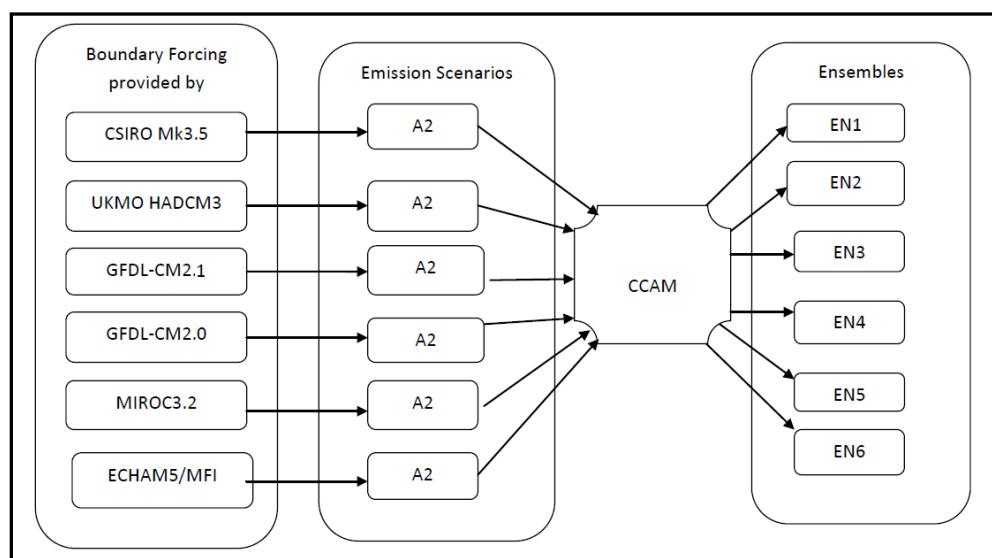 Boundary Forcing
provided by
CSIRO Mk3.5
UKMO HADCM3
GFDL-CM2.1
GFDL-CM2.0
MIROC3.2
ECHAM5/MFI
Emission Scenarios
A2
A2
A2
A2
A2
A2
CCAM
Ensembles
EN1
EN2
EN3
EN4
EN5
EN6